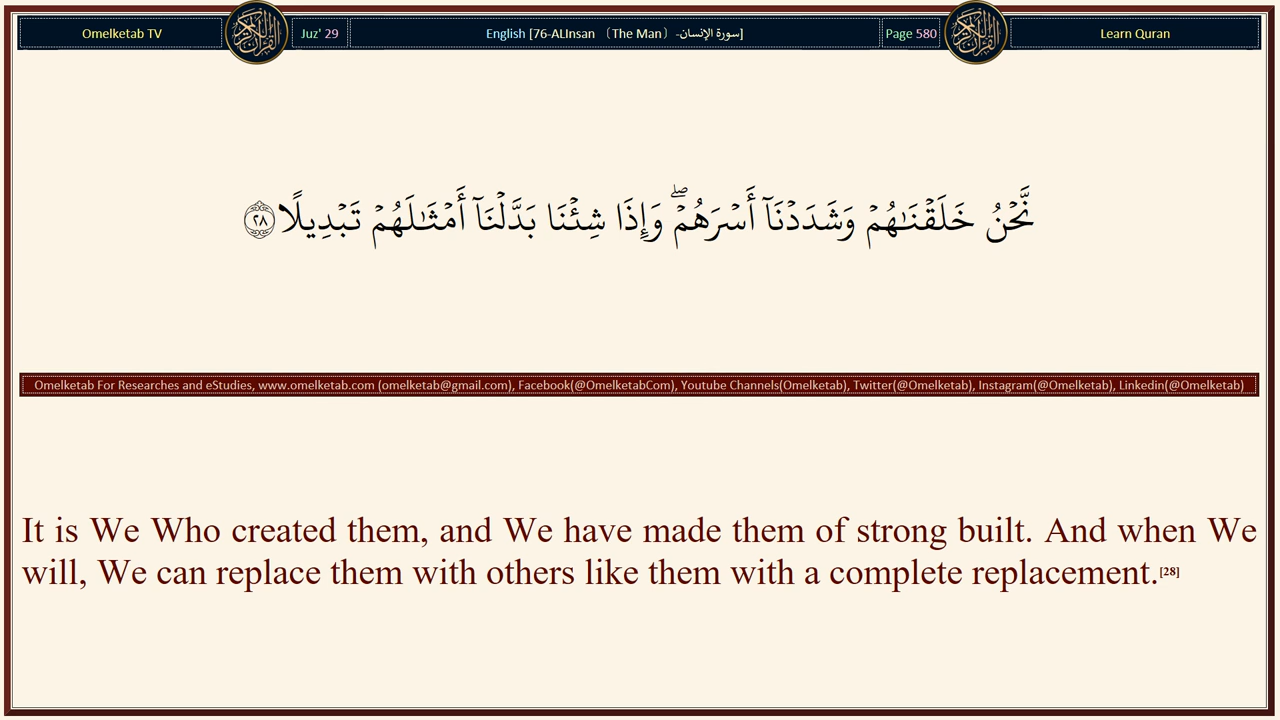 Omelketab TV
Juz' 29
English [76-ALInsan 〔The Man〕-سورة الإنسان]
Page 580
Learn Quran
نَّحۡنُ خَلَقۡنَٰهُمۡ وَشَدَدۡنَآ أَسۡرَهُمۡۖ وَإِذَا شِئۡنَا بَدَّلۡنَآ أَمۡثَٰلَهُمۡ تَبۡدِيلًا ٢٨
Omelketab For Researches and eStudies, www.omelketab.com (omelketab@gmail.com), Facebook(@OmelketabCom), Youtube Channels(Omelketab), Twitter(@Omelketab), Instagram(@Omelketab), Linkedin(@Omelketab)
It is We Who created them, and We have made them of strong built. And when We
will, We can replace them with others like them with a complete replacement.[28]